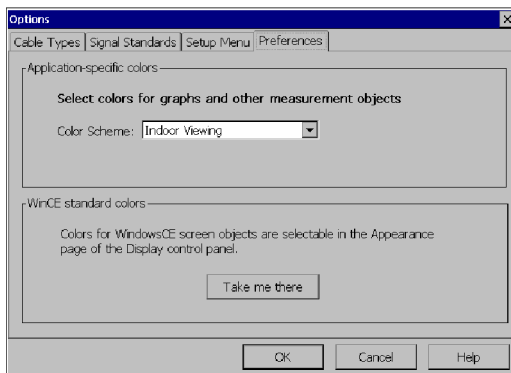 Options
Cable Types Signal Standards Setup Menu Preferences
Application-specific colors
Select colors for graphs and other measurement objects
Color Scheme: Indoor Viewing
WinCE standard colors
Colors for WindowsCE screen objects are selectable in the Appearance
page of the Display control panel.
Take me there
OK Cancel Help